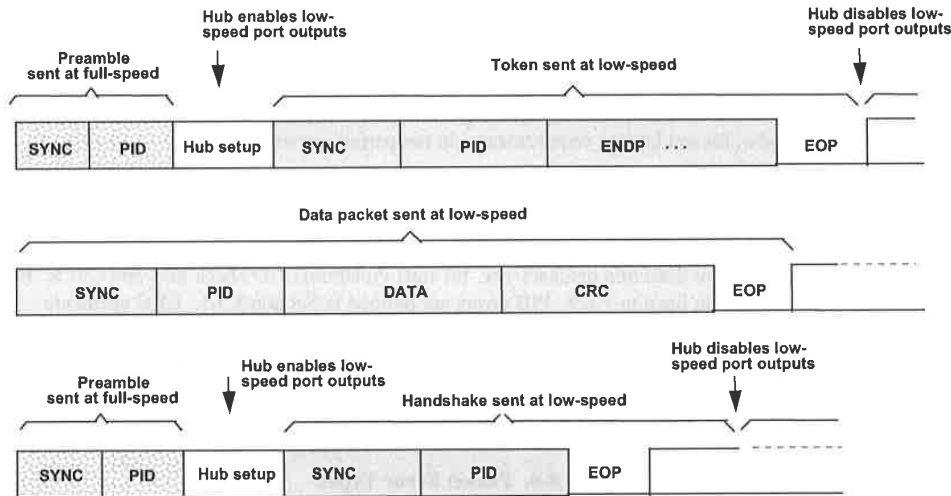 Hub enables low-
speed port outputs
Hub disables low-
speed port outputs
Preamble
sent at full-speed
Token sent at low-speed
SYNC PID Hub setup SYNC PID ENDP ... EOP
Data packet sent at low-speed
SYNC PID DATA CRC EOP
Hub enables low-
speed port outputs
Hub disables low-
speed port outputs
Preamble
sent at full-speed
Handshake sent at low-speed
SYNC PID Hub setup SYNC PID EOP